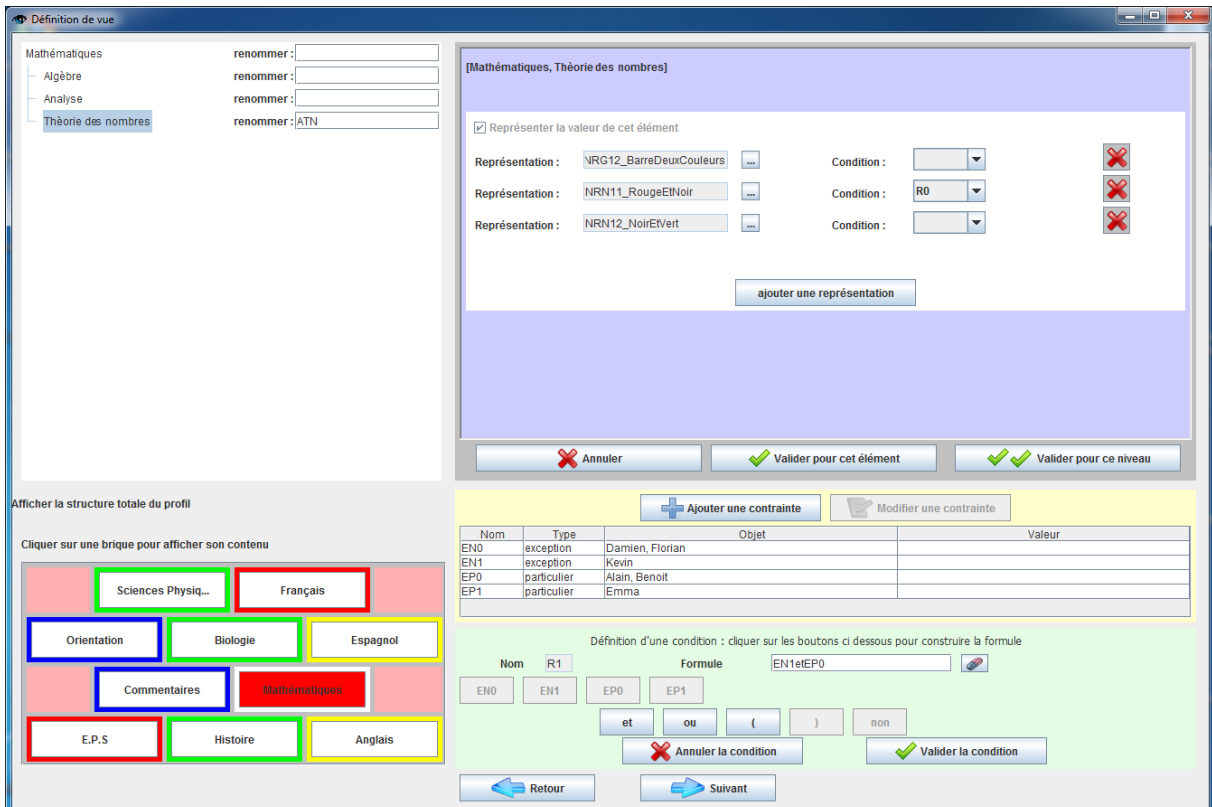 Définition de vue
Mathématiques renommer :
Algèbre renommer :
Analyse renommer :
Thèorie des nombres renommer : ATN
[Mathématiques, Thèorie des nombres]
Représenter la valeur de cet élément
Représentation : NRG12_BarreDeuxCouleurs ... Condition :
Représentation : NRN11_RougeEtNoir ... Condition : R0
Représentation : NRN12_NoirEtVert ... Condition :
ajouter une représentation
Annuler Valider pour cet élément Valider pour ce niveau
Afficher la structure totale du profil
Cliquer sur une brique pour afficher son contenu
Sciences Physiq... Français
Orientation Biologie Espagnol
Commentaires Mathématiques
E.P.S Histoire Anglais
Ajouter une contrainte Modifier une contrainte
Nom Type Objet Valeur
EN0 exception Damien, Florian
EN1 exception Kevin
EP0 particulier Alain, Benoit
EP1 particulier Emma
Définition d'une condition : cliquer sur les boutons ci dessous pour construire la formule
Nom R1 Formule EN1etEP0
EN0 EN1 EP0 EP1
et ou ( ) non
Annuler la condition Valider la condition
Retour Suivant